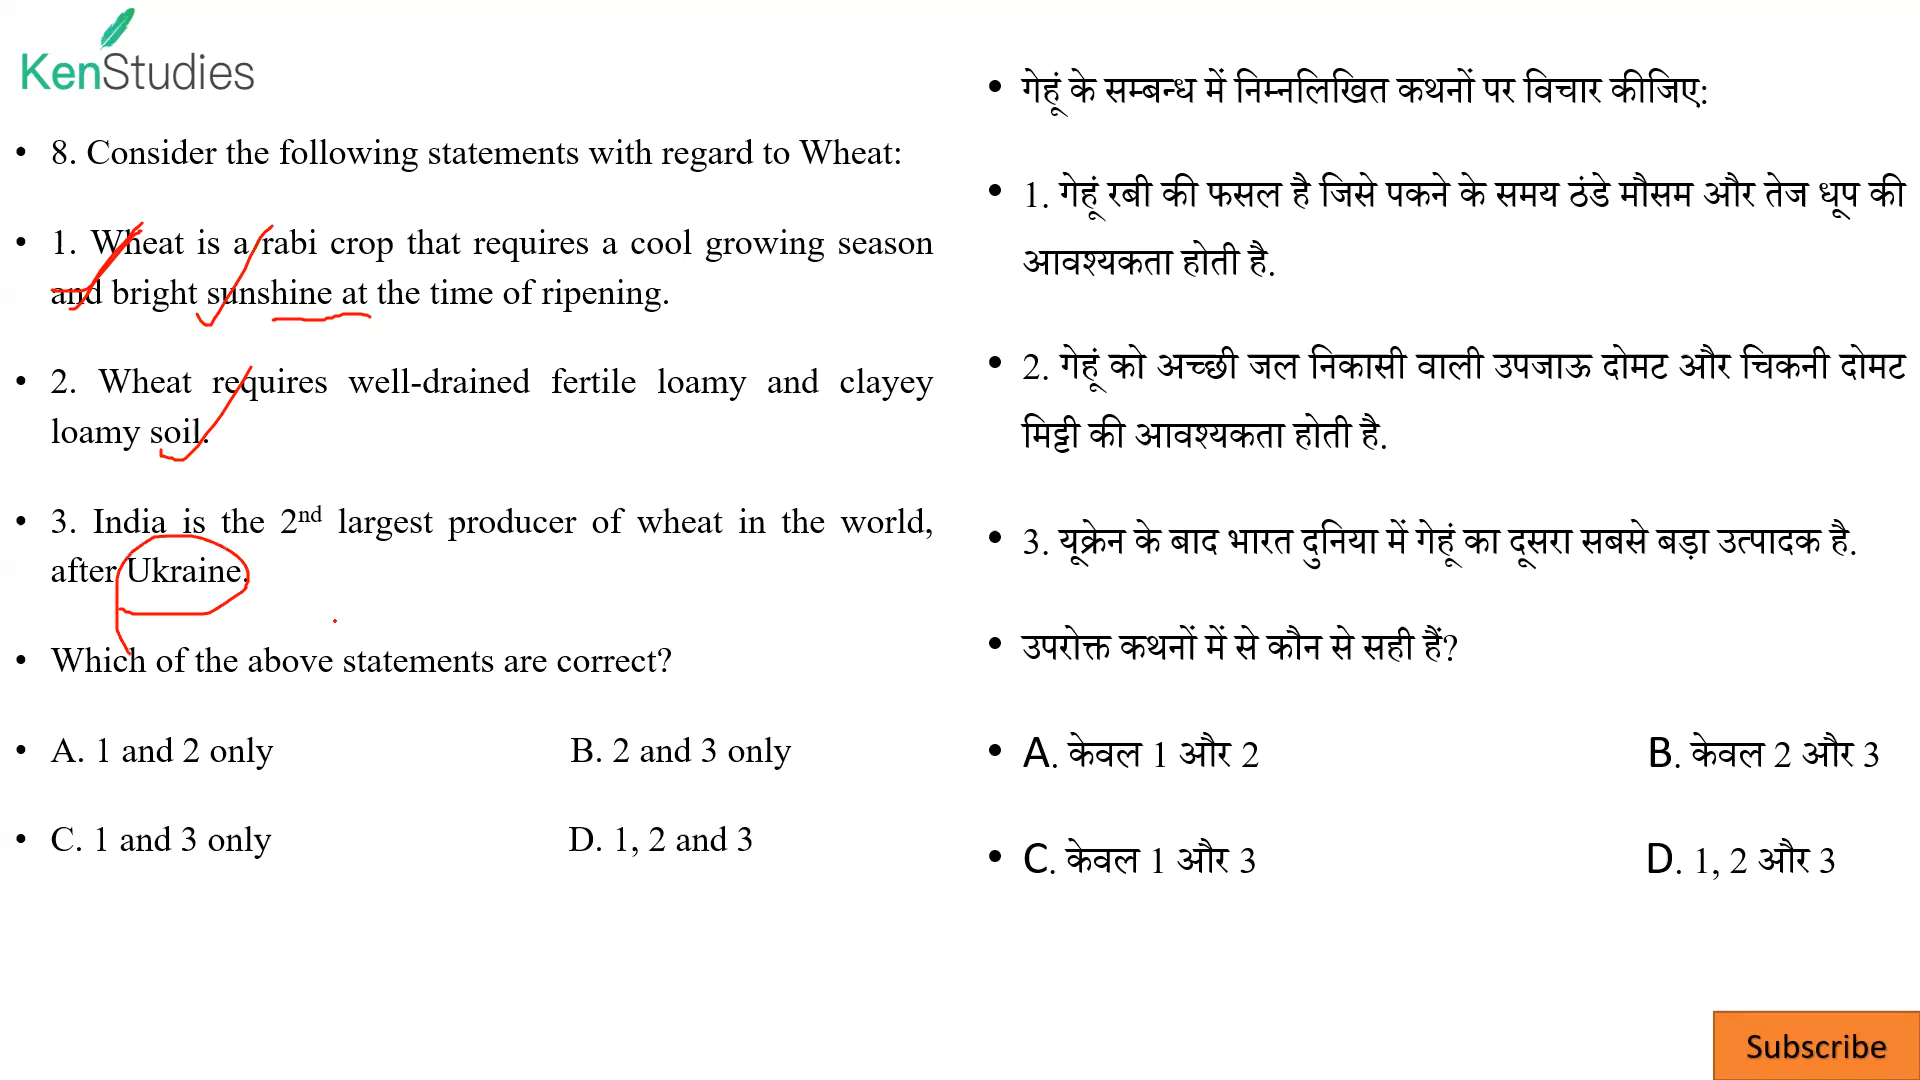 KenStudies
• 8. Consider the following statements with regard to Wheat:
• 1. Wheat is a rabi crop that requires a cool growing season
and bright sunshine at the time of ripening.
• 2. Wheat requires well-drained fertile loamy and clayey
loamy soil.
• 3. India is the 2nd largest producer of wheat in the world,
after Ukraine.
• Which of the above statements are correct?
• A. 1 and 2 only B. 2 and 3 only
• C. 1 and 3 only D. 1, 2 and 3
• गेहूं के सम्बन्ध में निम्नलिखित कथनों पर विचार कीजिए:
• 1. गेहूं रबी की फसल है जिसे पकने के समय ठंडे मौसम और तेज धूप की
आवश्यकता होती है.
• 2. गेहूं को अच्छी जल निकासी वाली उपजाऊ दोमट और चिकनी दोमट
मिट्टी की आवश्यकता होती है.
• 3. यूक्रेन के बाद भारत दुनिया में गेहूं का दूसरा सबसे बड़ा उत्पादक है.
• उपरोक्त कथनों में से कौन से सही हैं?
• A. केवल 1 और 2 B. केवल 2 और 3
• C. केवल 1 और 3 D. 1, 2 और 3
Subscribe